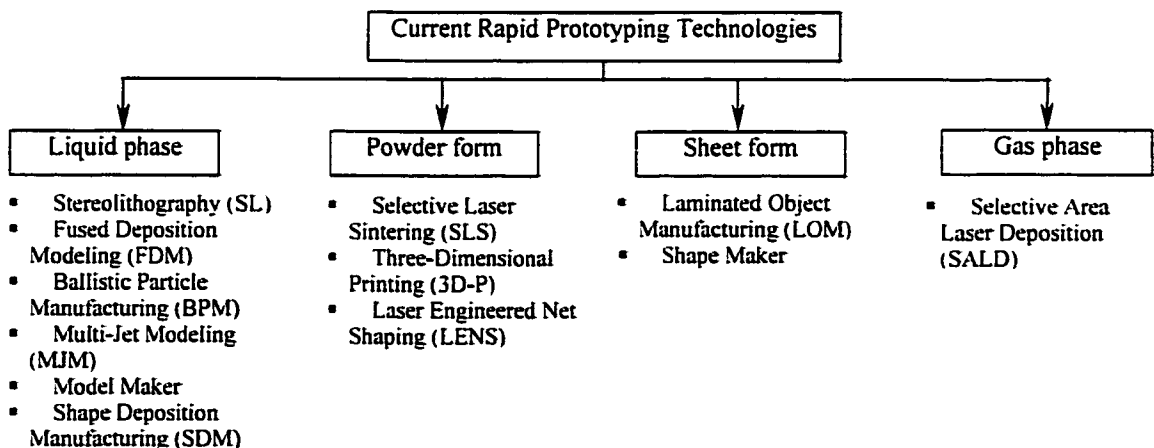 Current Rapid Prototyping Technologies
Liquid phase
▪ Stereolithography (SL)
▪ Fused Deposition
Modeling (FDM)
▪ Ballistic Particle
Manufacturing (BPM)
▪ Multi-Jet Modeling
(MJM)
▪ Model Maker
▪ Shape Deposition
Manufacturing (SDM)
Powder form
▪ Selective Laser
Sintering (SLS)
▪ Three-Dimensional
Printing (3D-P)
▪ Laser Engineered Net
Shaping (LENS)
Sheet form
▪ Laminated Object
Manufacturing (LOM)
▪ Shape Maker
Gas phase
▪ Selective Area
Laser Deposition
(SALD)